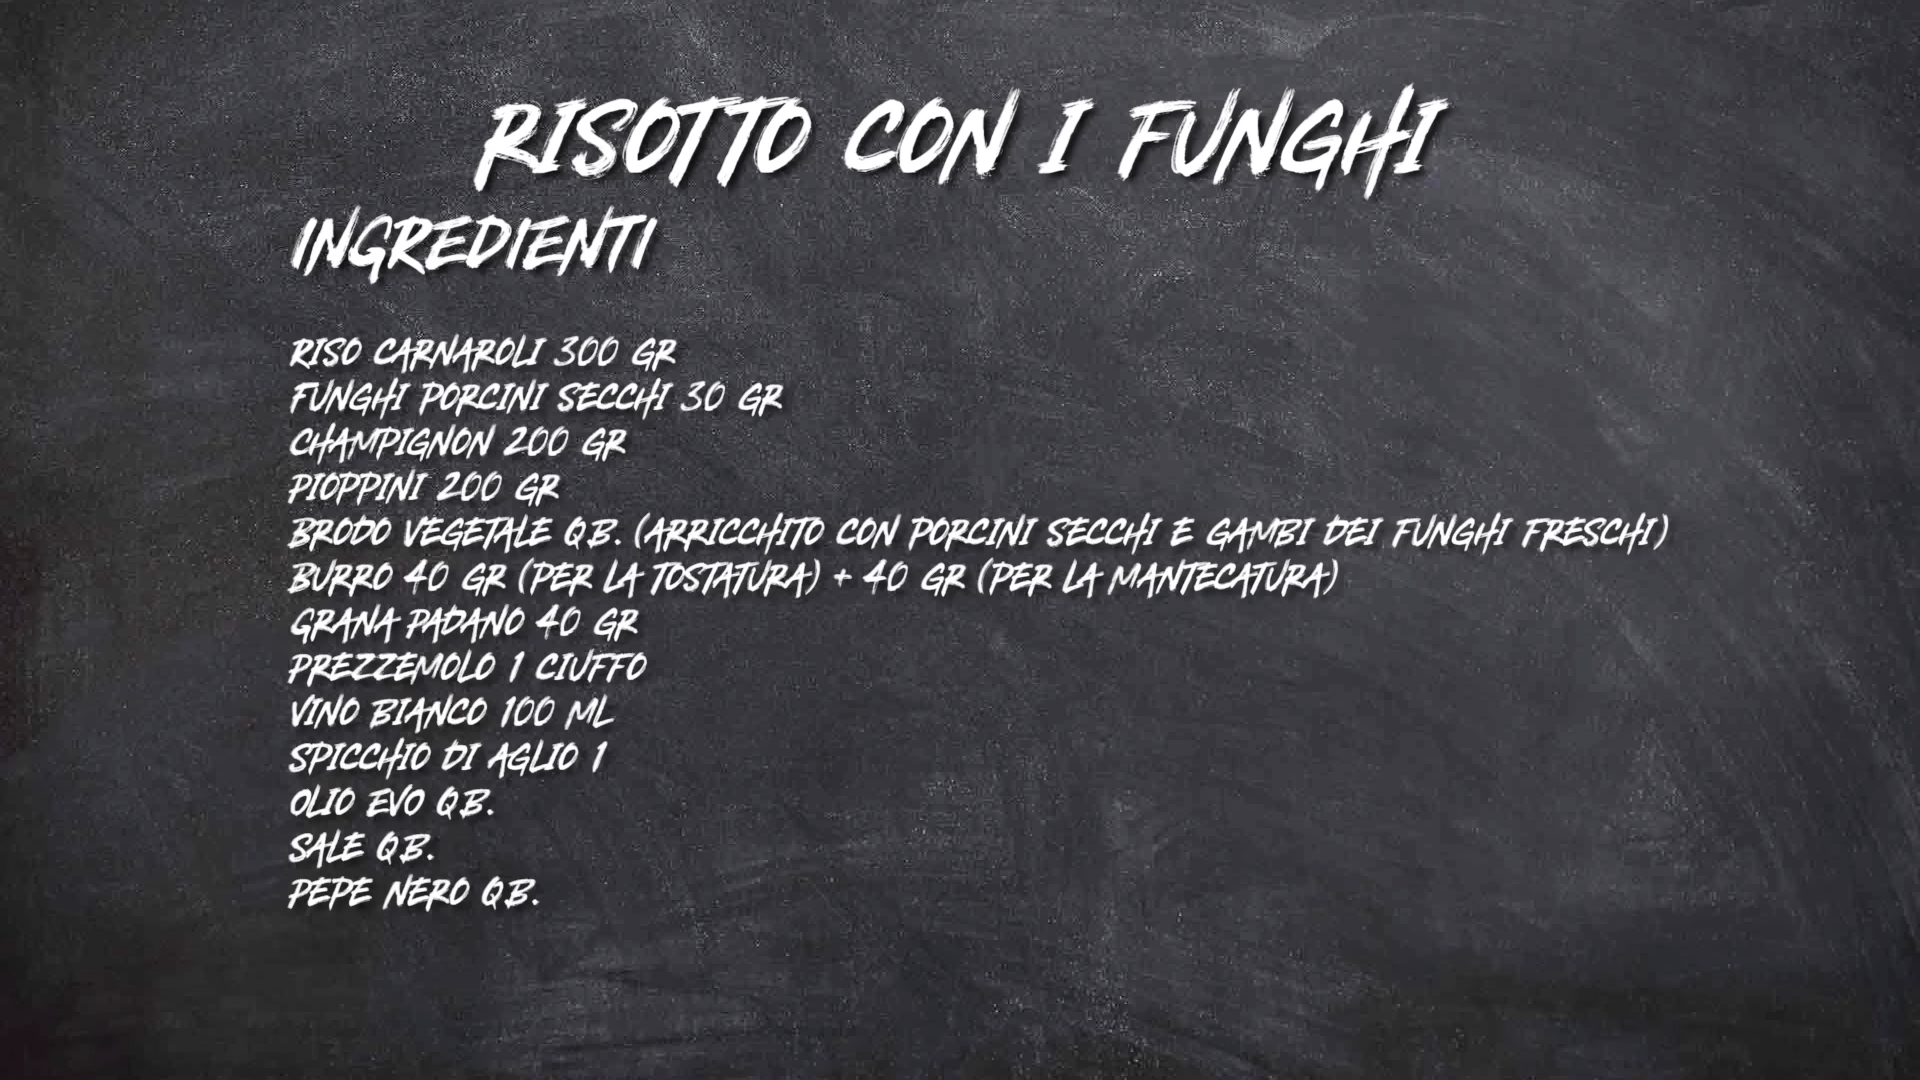 RISOTTO CON I FUNGHI
INGREDIENTI
RISO CARNAROLI 300 GR
FUNGHI PORCINI SECCHI 30 GR
CHAMPIGNON 200 GR
PIOPPINI 200 GR
BRODO VEGETALE Q.B. (ARRICCHITO CON PORCINI SECCHI E GAMBI DEI FUNGHI FRESCHI)
BURRO 40 GR (PER LA TOSTATURA) + 40 GR (PER LA MANTECATURA)
GRANA PADANO 40 GR
PREZZEMOLO 1 CIUFFO
VINO BIANCO 100 ML
SPICCHIO DI AGLIO 1
OLIO EVO Q.B.
SALE Q.B.
PEPE NERO Q.B.